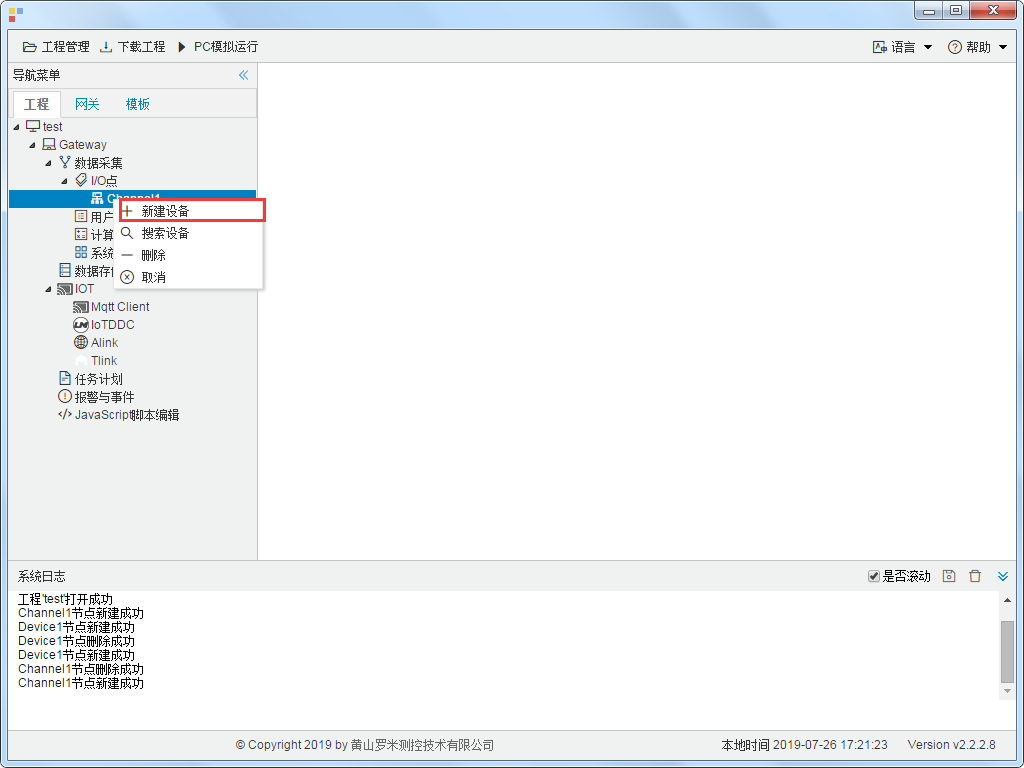 工程管理 下载工程 PC模拟运行 语言 帮助
导航菜单
工程 网关 模板
test
Gateway
数据采集
I/O点
Channel1
新建设备
用户
搜索设备
计算
删除
系统
取消
数据存
IOT
Mqtt Client
IoTDDC
Alink
Tlink
任务计划
报警与事件
JavaScript脚本编辑
系统日志 是否滚动
工程'test'打开成功
Channel1节点新建成功
Device1节点新建成功
Device1节点删除成功
Device1节点新建成功
Channel1节点删除成功
Channel1节点新建成功
© Copyright 2019 by 黄山罗米测控技术有限公司 本地时间 2019-07-26 17:21:23 Version v2.2.2.8